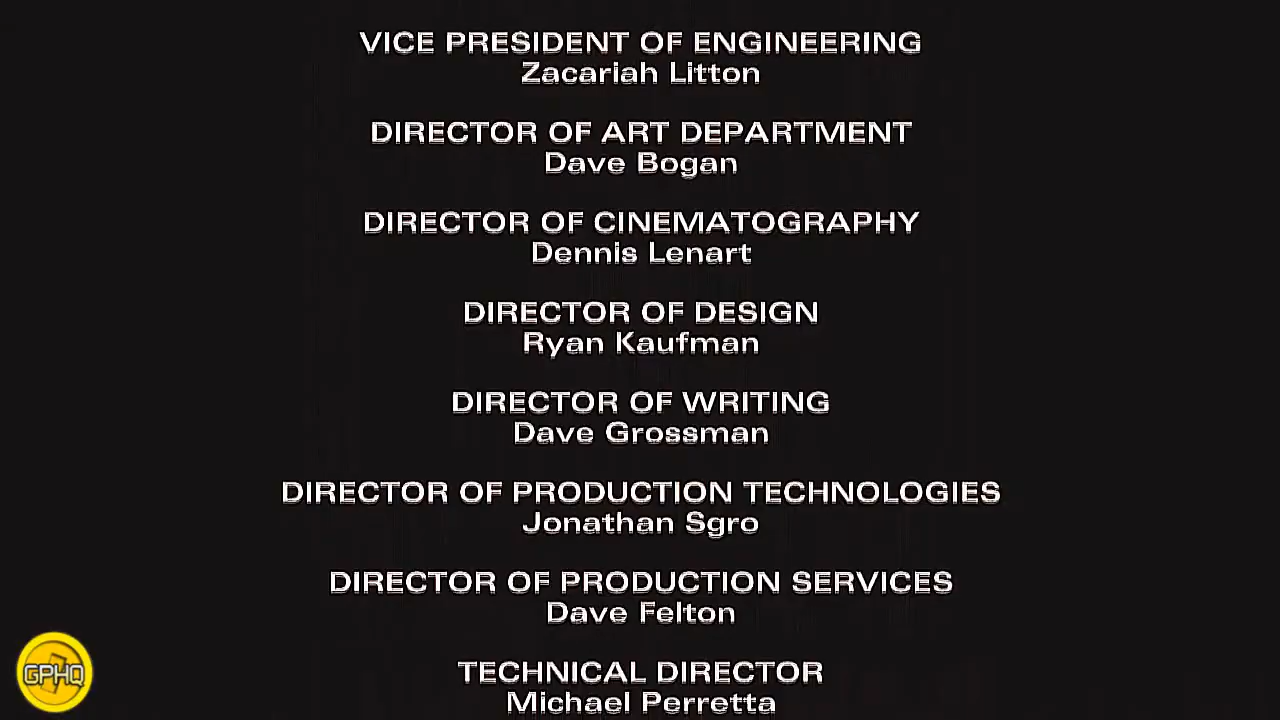 VICE PRESIDENT OF ENGINEERING
Zacariah Litton
DIRECTOR OF ART DEPARTMENT
Dave Bogan
DIRECTOR OF CINEMATOGRAPHY
Dennis Lenart
DIRECTOR OF DESIGN
Ryan Kaufman
DIRECTOR OF WRITING
Dave Grossman
DIRECTOR OF PRODUCTION TECHNOLOGIES
Jonathan Sgro
DIRECTOR OF PRODUCTION SERVICES
Dave Felton
TECHNICAL DIRECTOR
Michael Perretta
GPHQ